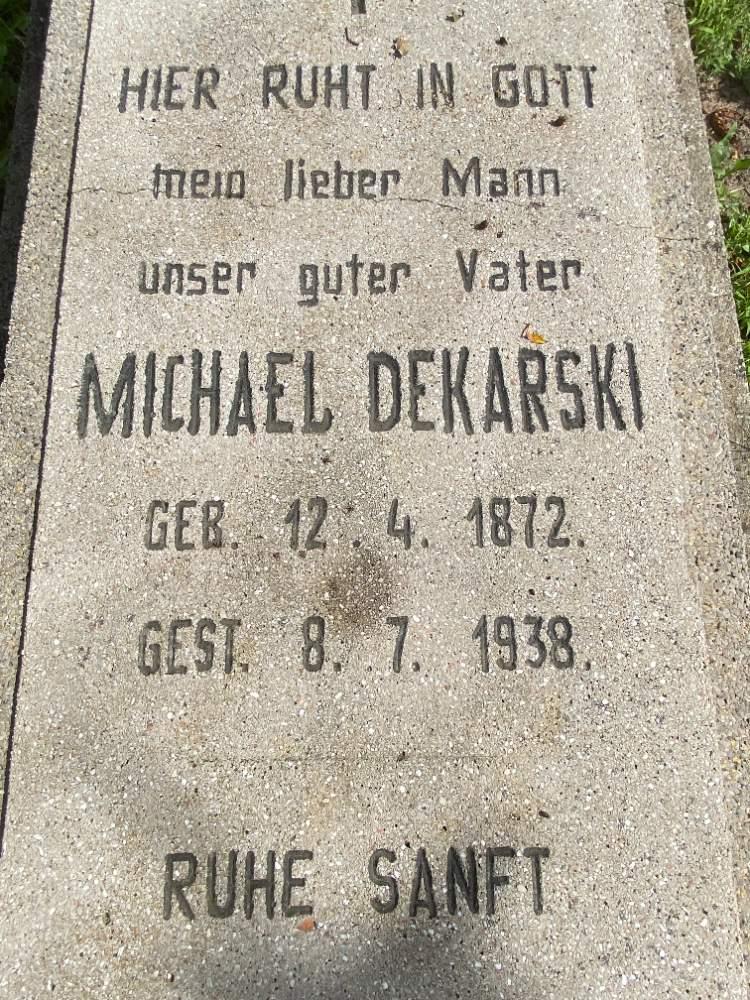 HIER RUHT IN GOTT
mein lieber Mann
unser guter Vater
MICHAEL DEKARSKI
GEB. 12. 4. 1872.
GEST. 8. 7. 1938.
RUHE SANFT